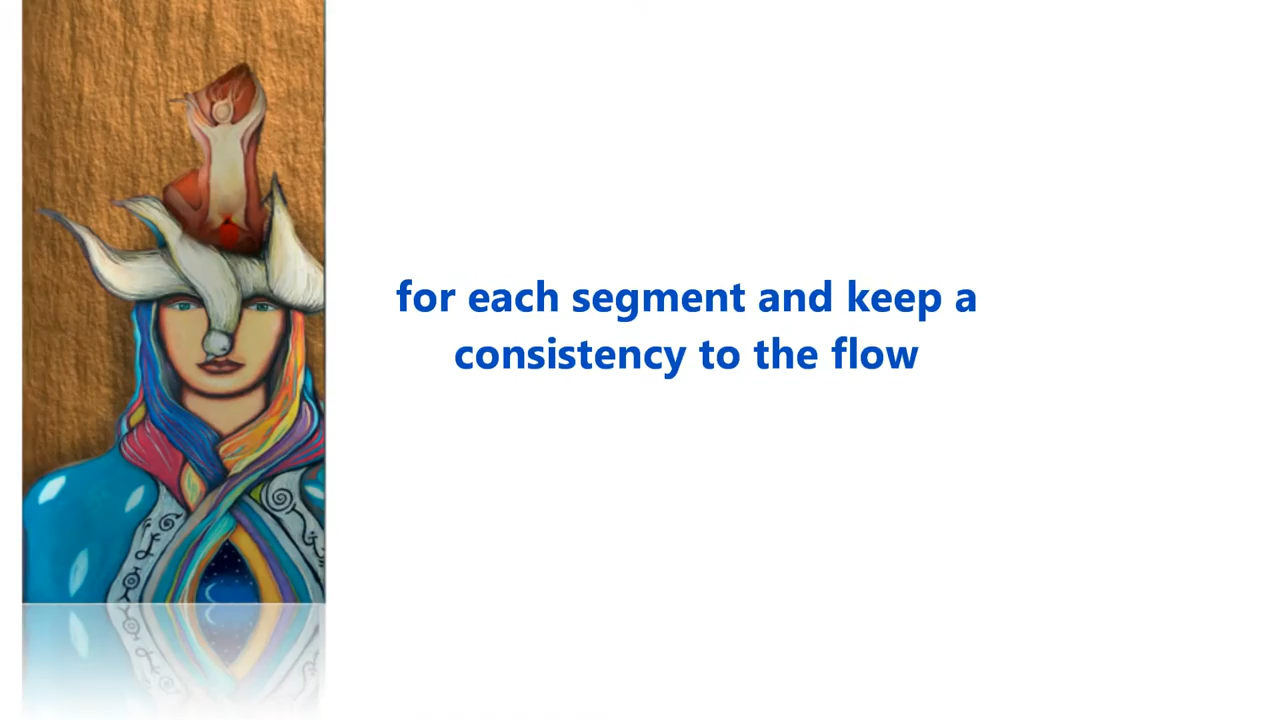 for each segment and keep a
consistency to the flow